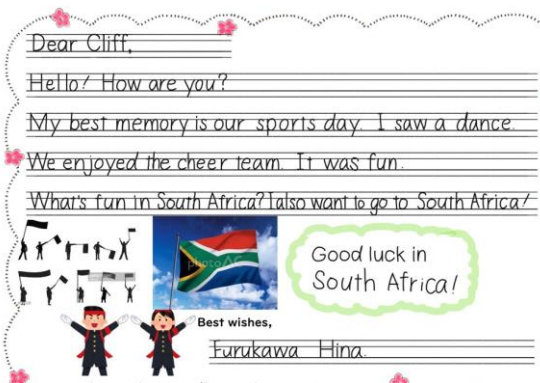 Dear Cliff,
Hello! How are you?
My best memory is our sports day. I saw a dance.
We enjoyed the cheer team. It was fun.
What's fun in South Africa? I also want to go to South Africa!
photoAC
Good luck in
South Africa!
Best wishes,
Furukawa Hina.